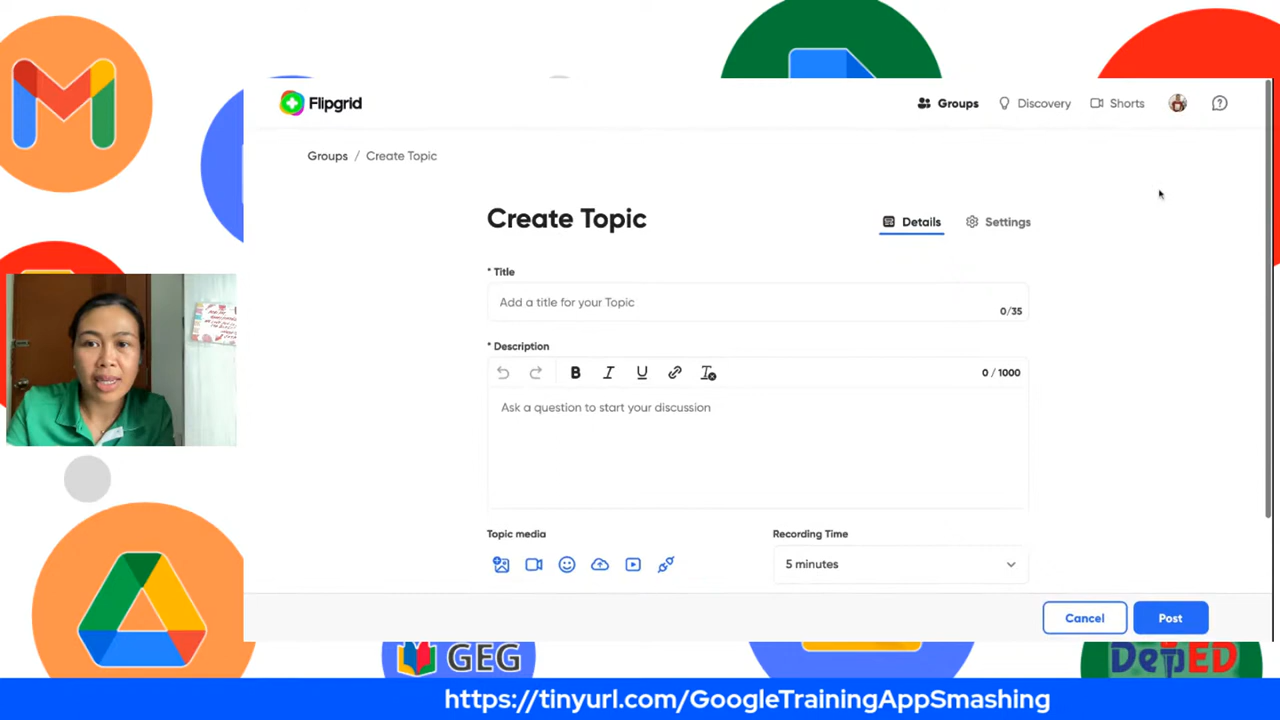 Flipgrid
Groups Discovery Shorts
Groups / Create Topic
Create Topic
Details Settings
* Title
Add a title for your Topic
0/35
* Description
B I U
0 / 1000
Ask a question to start your discussion
Topic media
Recording Time
5 minutes
Cancel Post
GEG
DepED
https://tinyurl.com/GoogleTrainingAppSmashing